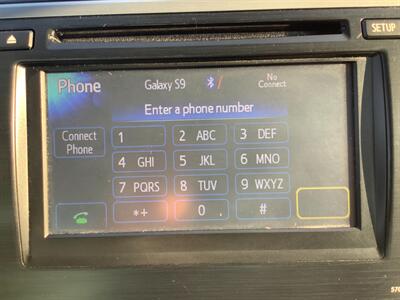 SETUP
Phone
Galaxy S9
No
Connect
Enter a phone number
Connect
Phone
1
2 ABC
3 DEF
4 GHI
5 JKL
6 MNO
7 PQRS
8 TUV
9 WXYZ
*+
0
#
570